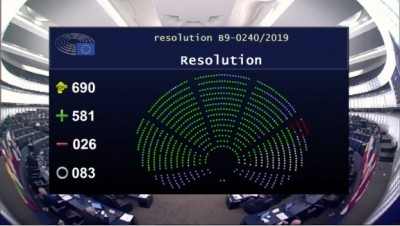 resolution B9-0240/2019
Resolution
690
+ 581
- 026
083